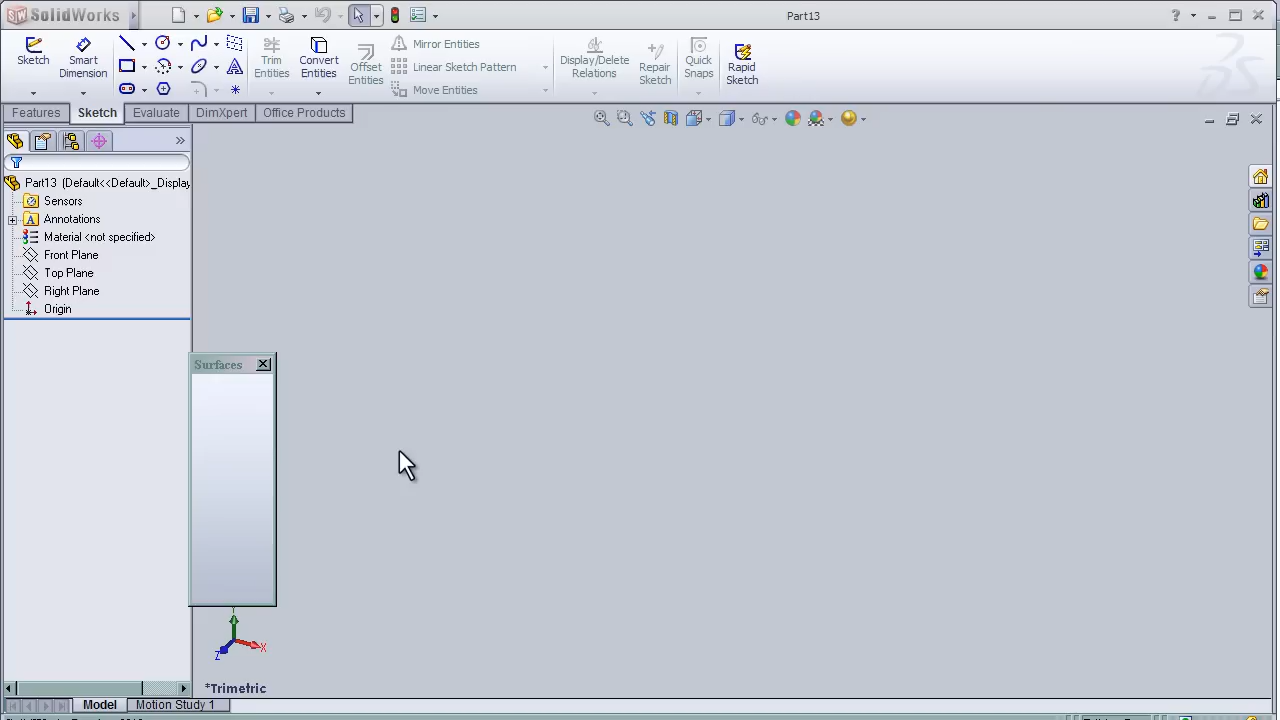 SolidWorks
Part13
Sketch
Smart Dimension
Trim Entities
Convert Entities
Offset Entities
Mirror Entities
Linear Sketch Pattern
Move Entities
Display/Delete Relations
Repair Sketch
Quick Snaps
Rapid Sketch
Features
Sketch
Evaluate
DimXpert
Office Products
Part13 (Default<<Default>_Display
Sensors
Annotations
Material <not specified>
Front Plane
Top Plane
Right Plane
Origin
Surfaces
Y
X
Z
*Trimetric
Model
Motion Study 1